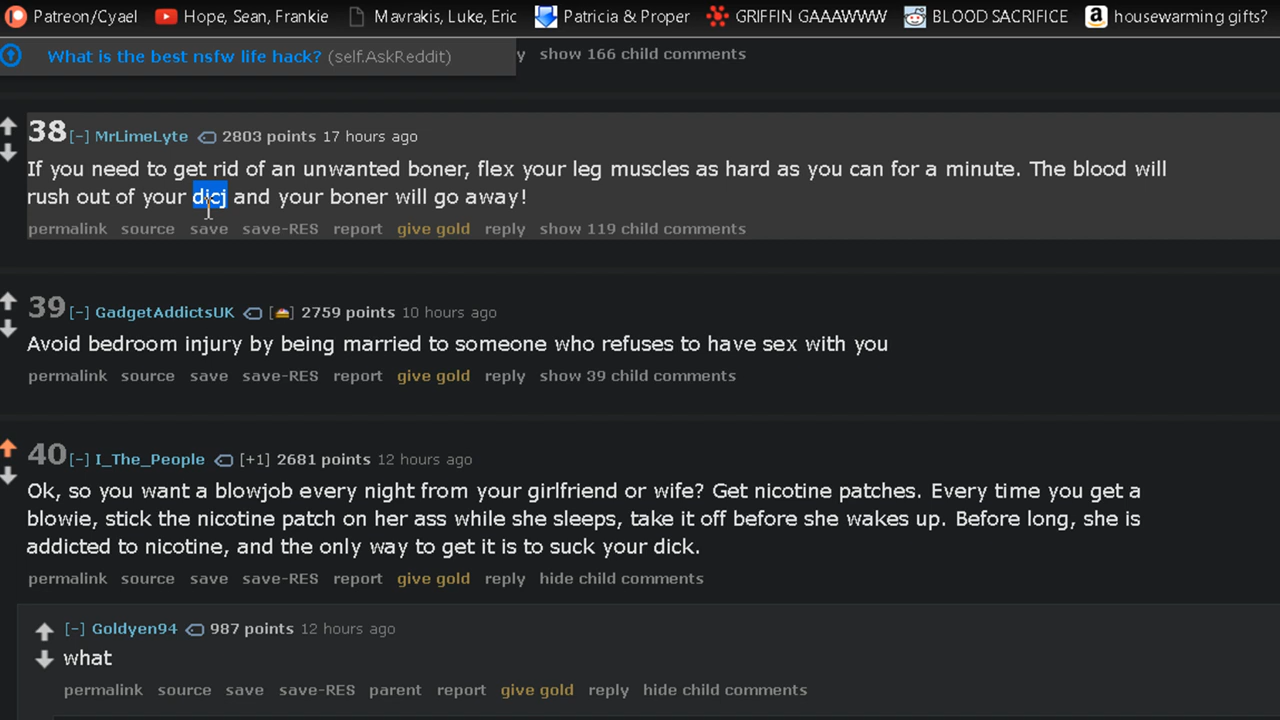 Patreon/Cyael Hope, Sean, Frankie Mavrakis, Luke, Eric Patricia & Proper GRIFFIN GAAAWWW BLOOD SACRIFICE housewarming gifts?
What is the best nsfw life hack? (self.AskReddit) y show 166 child comments
38 [–] MrLimeLyte 2803 points 17 hours ago
If you need to get rid of an unwanted boner, flex your leg muscles as hard as you can for a minute. The blood will
rush out of your dicj and your boner will go away!
permalink source save save-RES report give gold reply show 119 child comments
39 [–] GadgetAddictsUK 2759 points 10 hours ago
Avoid bedroom injury by being married to someone who refuses to have sex with you
permalink source save save-RES report give gold reply show 39 child comments
40 [–] I_The_People [+1] 2681 points 12 hours ago
Ok, so you want a blowjob every night from your girlfriend or wife? Get nicotine patches. Every time you get a
blowie, stick the nicotine patch on her ass while she sleeps, take it off before she wakes up. Before long, she is
addicted to nicotine, and the only way to get it is to suck your dick.
permalink source save save-RES report give gold reply hide child comments
[–] Goldyen94 987 points 12 hours ago
what
permalink source save save-RES parent report give gold reply hide child comments